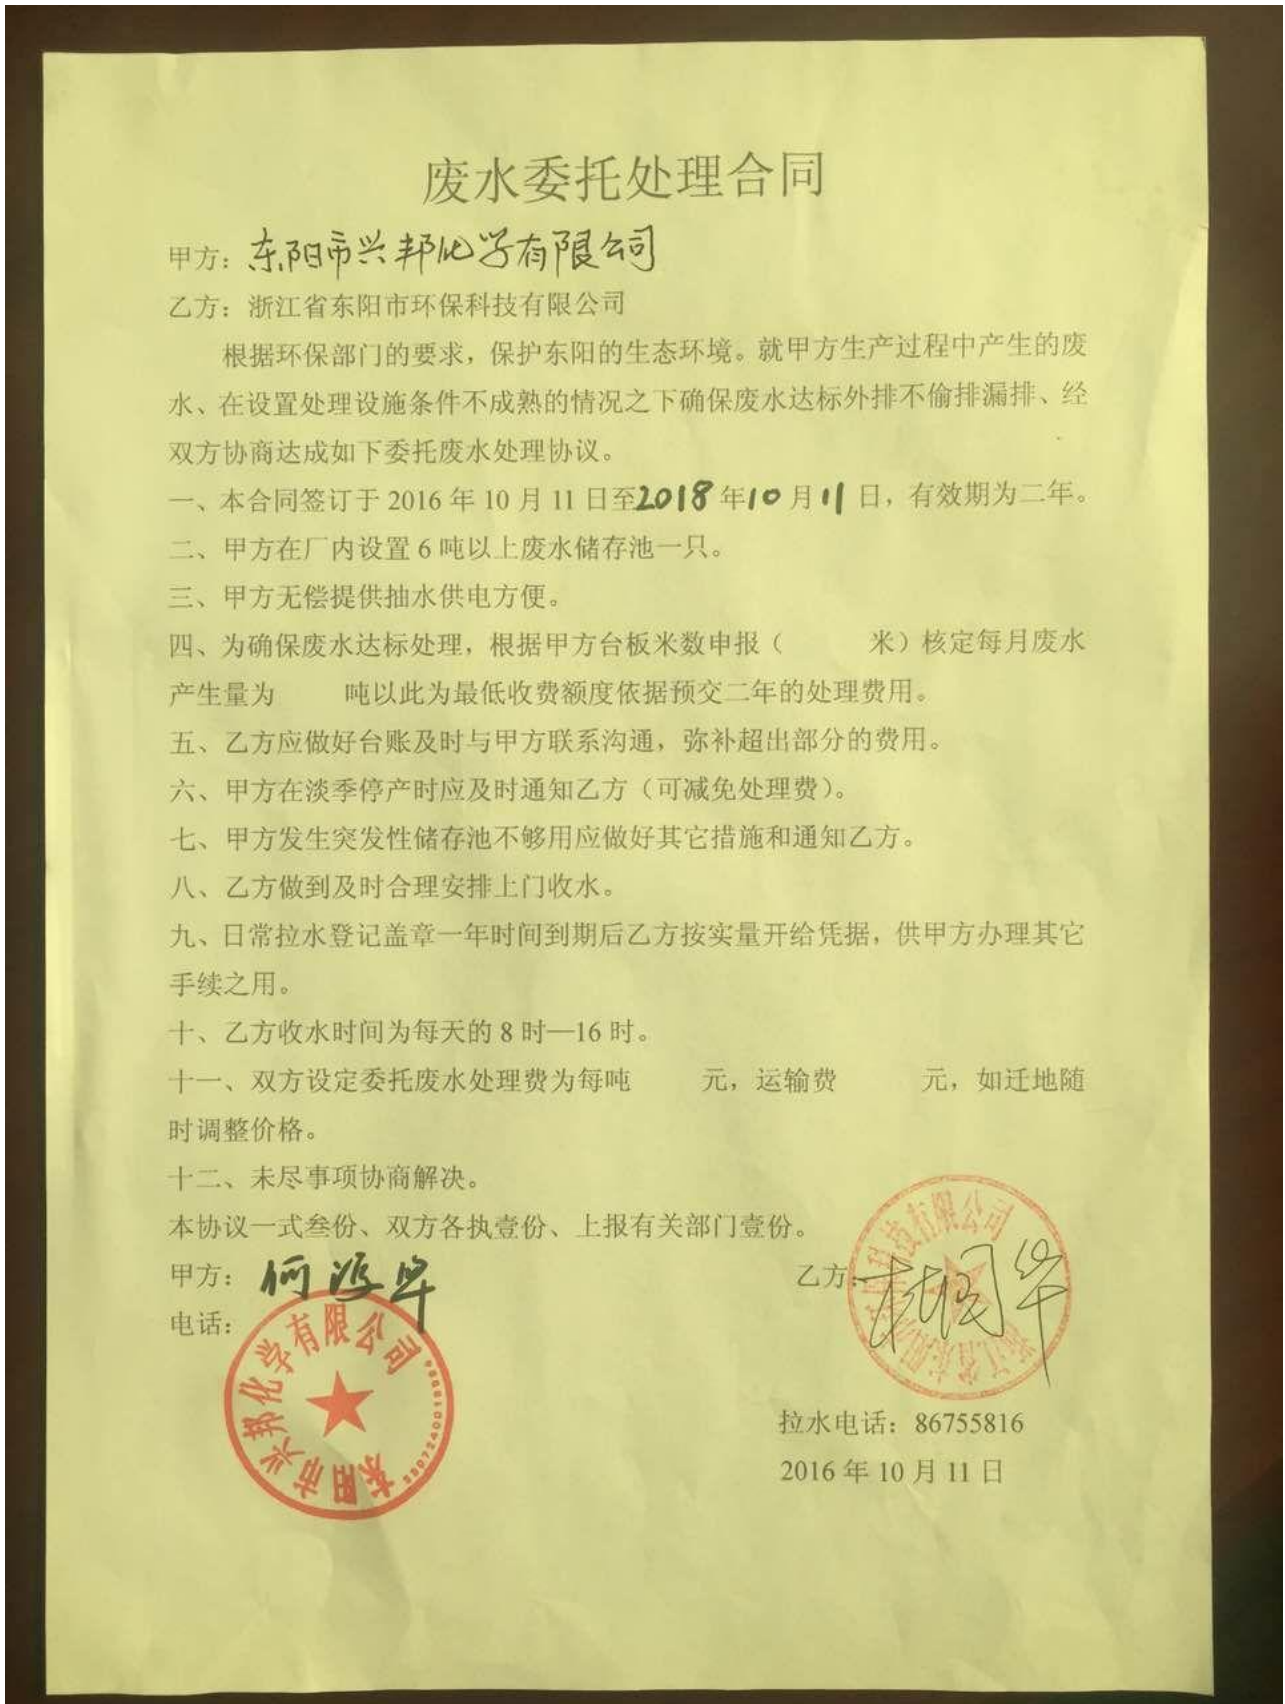 废水委托处理合同
甲方：东阳市兴邦化学有限公司
乙方：浙江省东阳市环保科技有限公司
根据环保部门的要求，保护东阳的生态环境。就甲方生产过程中产生的废
水、在设置处理设施条件不成熟的情况之下确保废水达标外排不偷排漏排、经
双方协商达成如下委托废水处理协议。
一、本合同签订于 2016 年 10 月 11 日至2018年10月11日，有效期为二年。
二、甲方在厂内设置 6 吨以上废水储存池一只。
三、甲方无偿提供抽水供电方便。
四、为确保废水达标处理，根据甲方台板米数申报（　　　米）核定每月废水
产生量为　　　吨以此为最低收费额度依据预交二年的处理费用。
五、乙方应做好台账及时与甲方联系沟通，弥补超出部分的费用。
六、甲方在淡季停产时应及时通知乙方（可减免处理费）。
七、甲方发生突发性储存池不够用应做好其它措施和通知乙方。
八、乙方做到及时合理安排上门收水。
九、日常拉水登记盖章一年时间到期后乙方按实量开给凭据，供甲方办理其它
手续之用。
十、乙方收水时间为每天的 8 时—16 时。
十一、双方设定委托废水处理费为每吨　　　元，运输费　　　元，如迁地随
时调整价格。
十二、未尽事项协商解决。
本协议一式叁份、双方各执壹份、上报有关部门壹份。
甲方：
乙方：
电话：
东阳市兴邦化学有限公司
拉水电话：86755816
2016 年 10 月 11 日